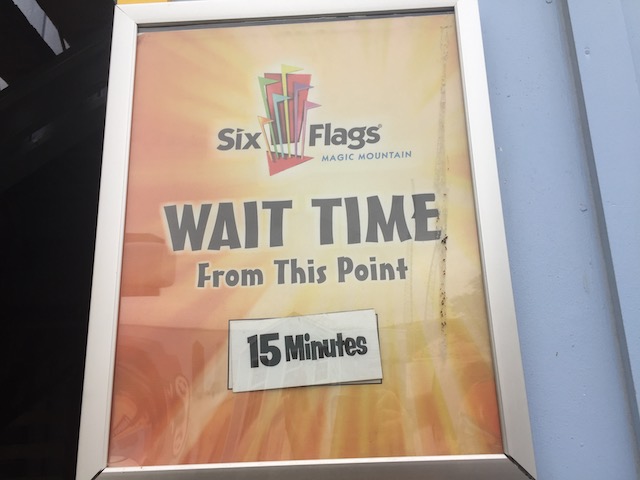 Six Flags®
MAGIC MOUNTAIN
WAIT TIME
From This Point
15 Minutes